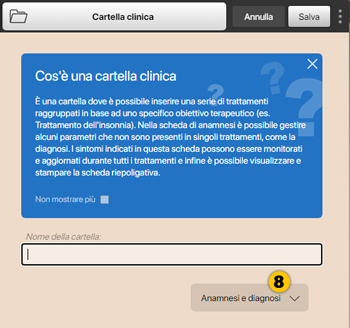 Cartella clinica
Annulla
Salva
Cos'è una cartella clinica
È una cartella dove è possibile inserire una serie di trattamenti
raggruppati in base ad uno specifico obiettivo terapeutico (es.
Trattamento dell'insonnia). Nella scheda di anamnesi è possibile gestire
alcuni parametri che non sono presenti in singoli trattamenti, come la
diagnosi. I sintomi indicati in questa scheda possono essere monitorati
e aggiornati durante tutti i trattamenti e infine è possibile visualizzare e
stampare la scheda riepoligativa.
Non mostrare più
Nome della cartella:
8
Anamnesi e diagnosi